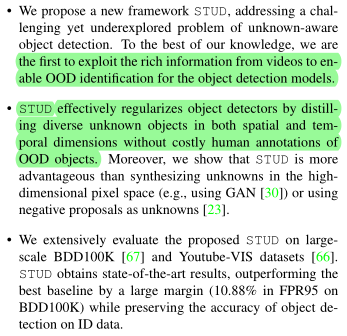 • We propose a new framework STUD, addressing a chal-
lenging yet underexplored problem of unknown-aware
object detection. To the best of our knowledge, we are
the first to exploit the rich information from videos to en-
able OOD identification for the object detection models.
• STUD effectively regularizes object detectors by distill-
ing diverse unknown objects in both spatial and tem-
poral dimensions without costly human annotations of
OOD objects. Moreover, we show that STUD is more
advantageous than synthesizing unknowns in the high-
dimensional pixel space (e.g., using GAN [30]) or using
negative proposals as unknowns [23].
• We extensively evaluate the proposed STUD on large-
scale BDD100K [67] and Youtube-VIS datasets [66].
STUD obtains state-of-the-art results, outperforming the
best baseline by a large margin (10.88% in FPR95 on
BDD100K) while preserving the accuracy of object de-
tection on ID data.